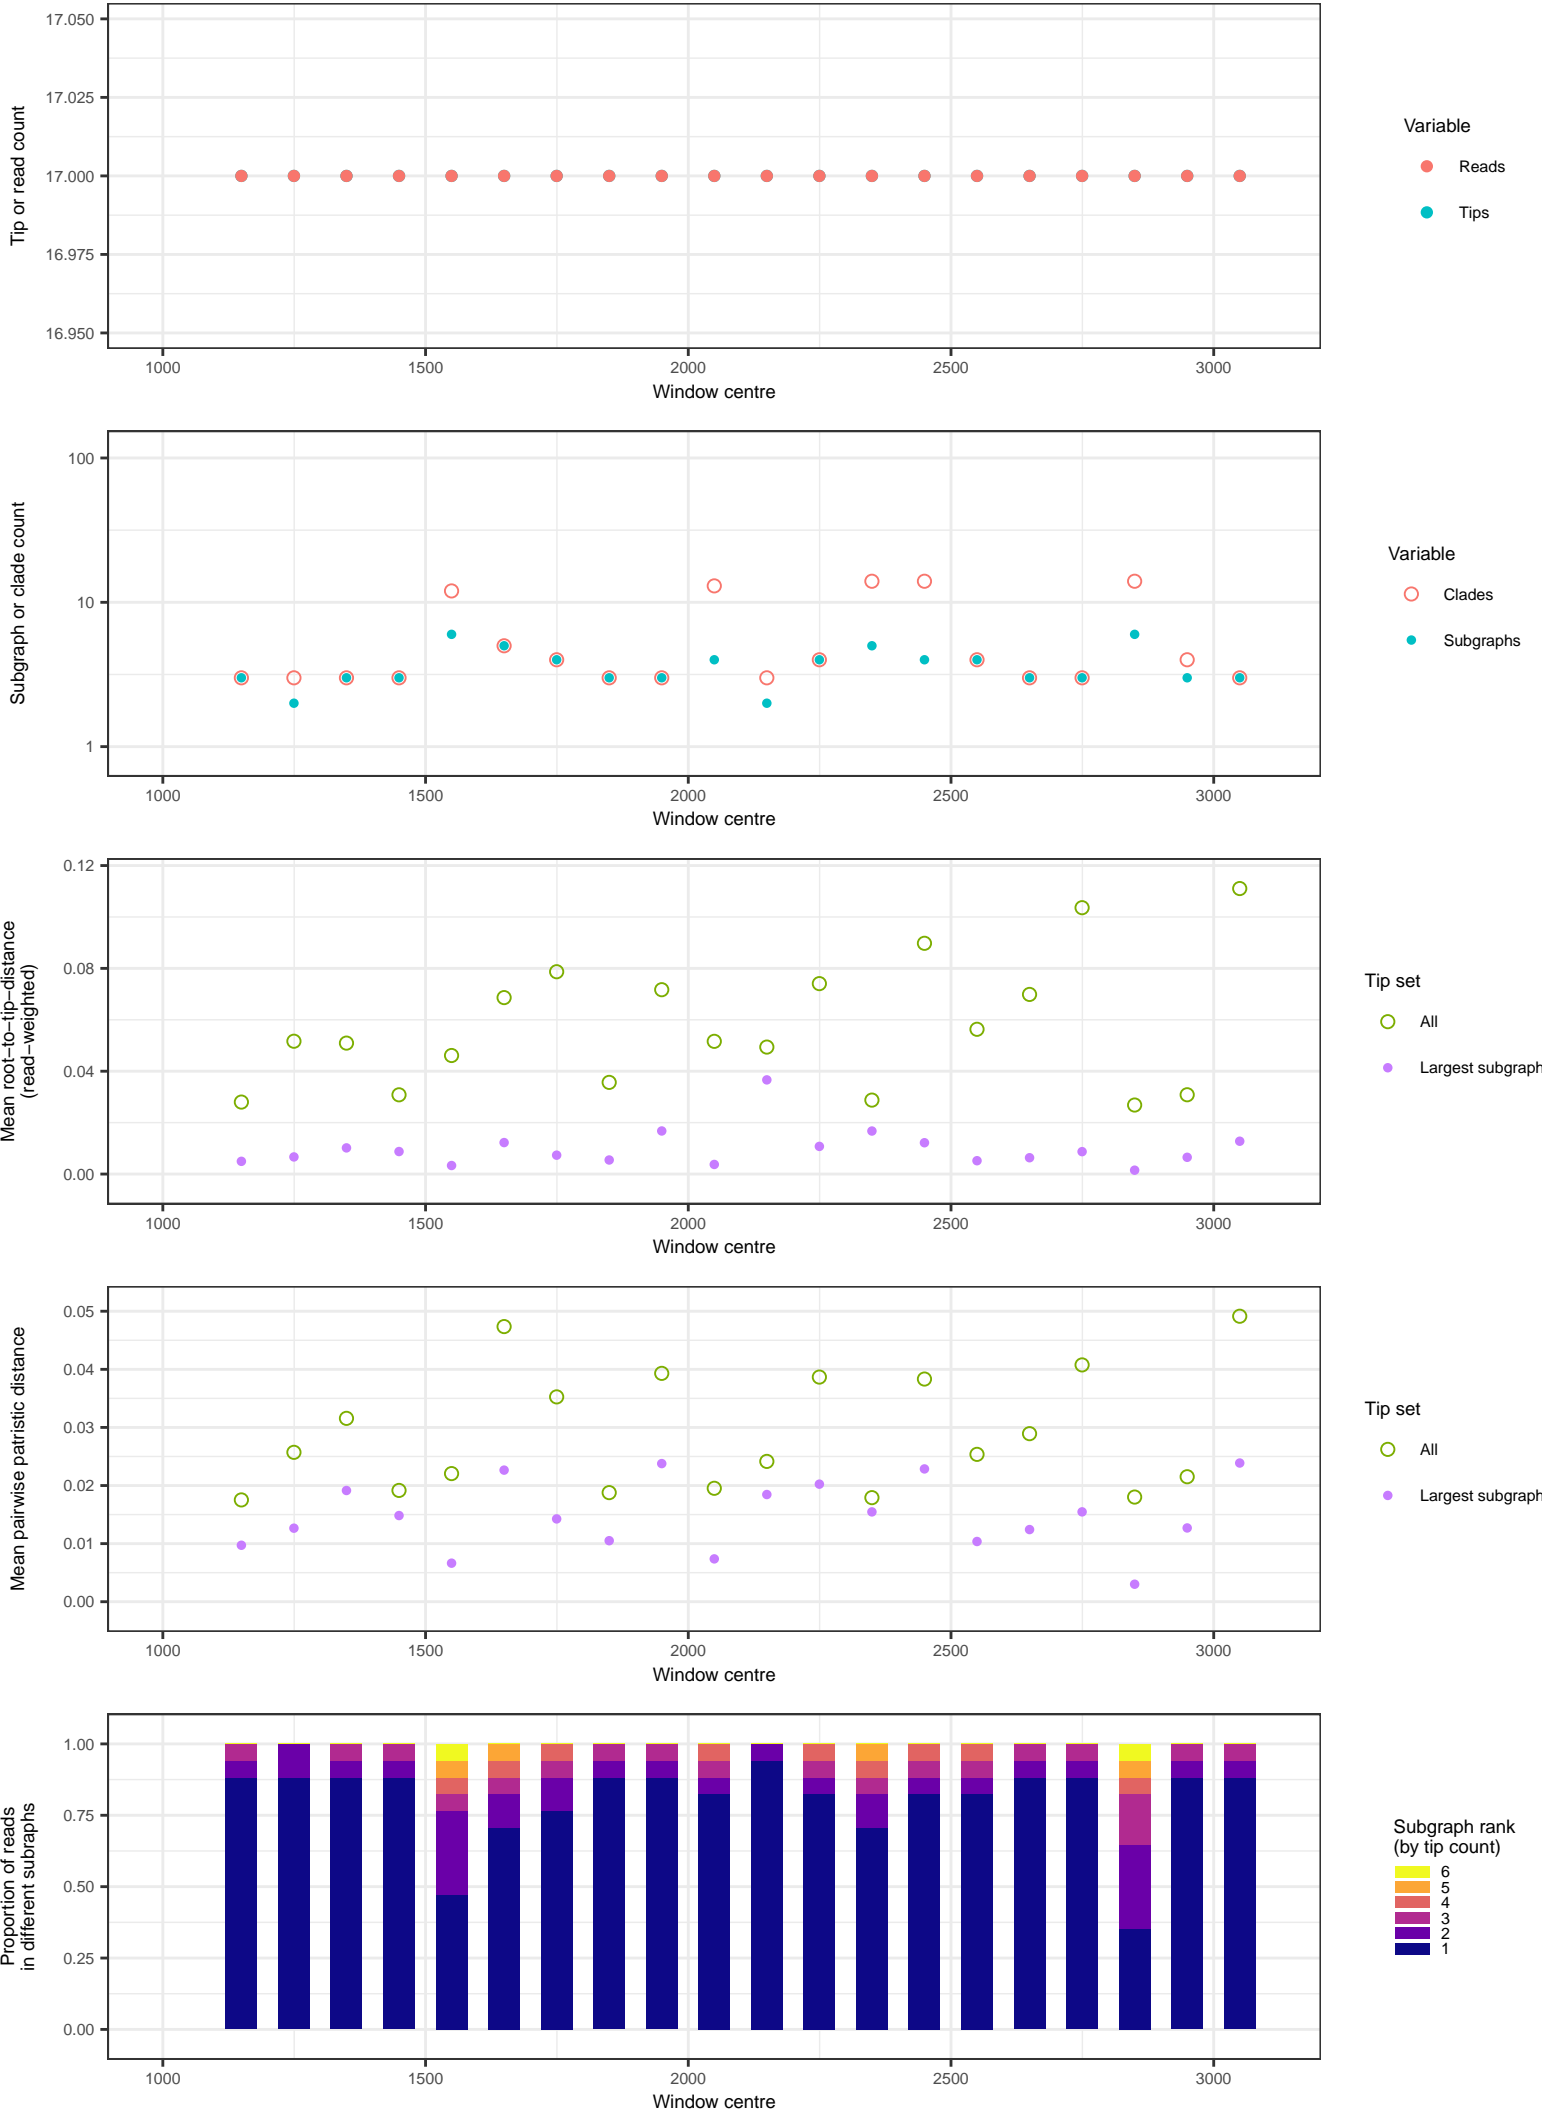 17.050
17.025
17.000
16.975
16.950
Tip or read count
1000 1500 2000 2500 3000
Window centre
Variable
Reads
Tips
100
10
1
Subgraph or clade count
1000 1500 2000 2500 3000
Window centre
Variable
Clades
Subgraphs
0.12
0.08
0.04
0.00
Mean root−to−tip−distance
(read−weighted)
1000 1500 2000 2500 3000
Window centre
Tip set
All
Largest subgraph
0.05
0.04
0.03
0.02
0.01
0.00
Mean pairwise patristic distance
1000 1500 2000 2500 3000
Window centre
Tip set
All
Largest subgraph
1.00
0.75
0.50
0.25
0.00
Proportion of reads
in different subraphs
1000 1500 2000 2500 3000
Window centre
Subgraph rank
(by tip count)
6
5
4
3
2
1